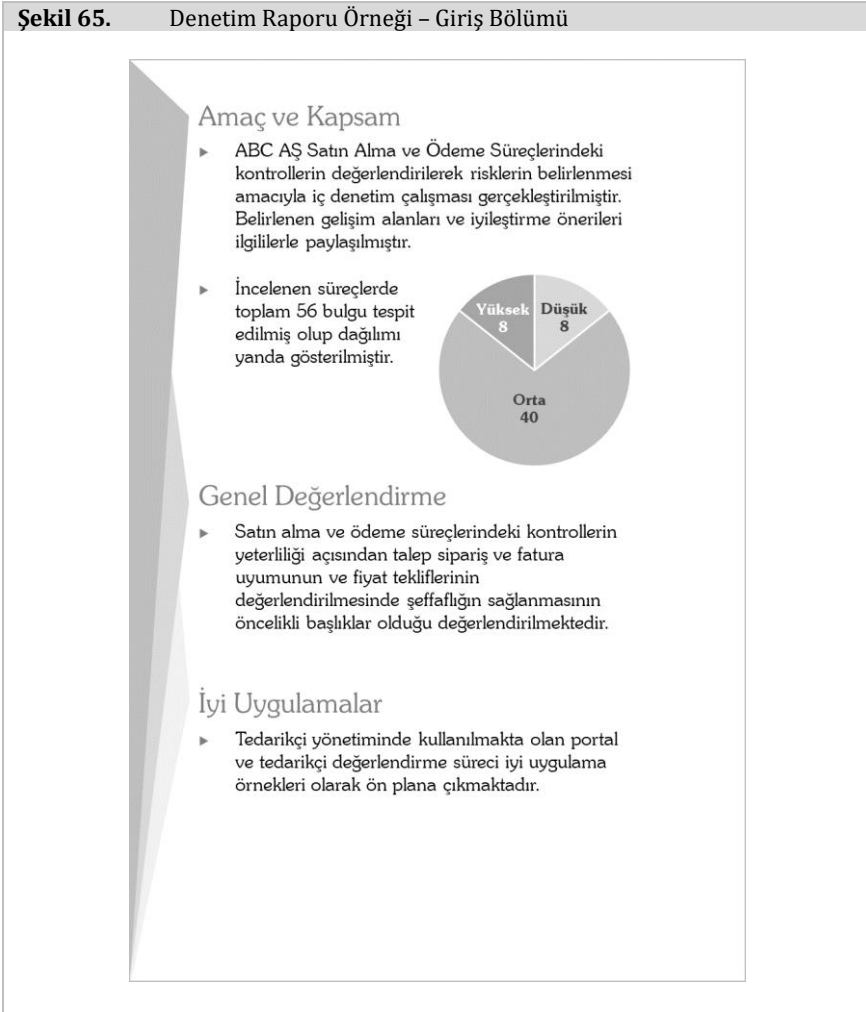 Şekil 65. Denetim Raporu Örneği – Giriş Bölümü
Amaç ve Kapsam
► ABC AŞ Satın Alma ve Ödeme Süreçlerindeki
kontrollerin değerlendirilerek risklerin belirlenmesi
amacıyla iç denetim çalışması gerçekleştirilmiştir.
Belirlenen gelişim alanları ve iyileştirme önerileri
ilgililerle paylaşılmıştır.
► İncelenen süreçlerde
toplam 56 bulgu tespit
edilmiş olup dağılımı
yanda gösterilmiştir.
Yüksek
8
Düşük
8
Orta
40
Genel Değerlendirme
► Satın alma ve ödeme süreçlerindeki kontrollerin
yeterliliği açısından talep sipariş ve fatura
uyumunun ve fiyat tekliflerinin
değerlendirilmesinde şeffaflığın sağlanmasının
öncelikli başlıklar olduğu değerlendirilmektedir.
İyi Uygulamalar
► Tedarikçi yönetiminde kullanılmakta olan portal
ve tedarikçi değerlendirme süreci iyi uygulama
örnekleri olarak ön plana çıkmaktadır.